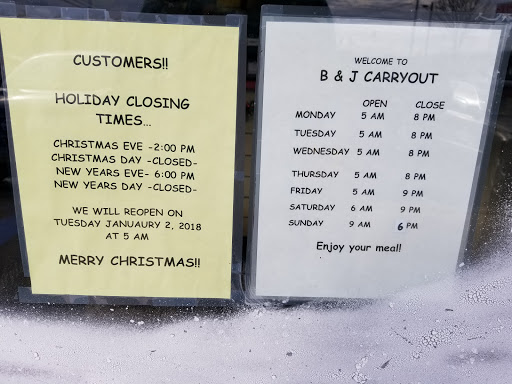 CUSTOMERS!!
HOLIDAY CLOSING
TIMES...
CHRISTMAS EVE -2:00 PM
CHRISTMAS DAY -CLOSED-
NEW YEARS EVE- 6:00 PM
NEW YEARS DAY -CLOSED-
WE WILL REOPEN ON
TUESDAY JANUAURY 2, 2018
AT 5 AM
MERRY CHRISTMAS!!
WELCOME TO
B & J CARRYOUT
OPEN CLOSE
MONDAY 5 AM 8 PM
TUESDAY 5 AM 8 PM
WEDNESDAY 5 AM 8 PM
THURSDAY 5 AM 8 PM
FRIDAY 5 AM 9 PM
SATURDAY 6 AM 9 PM
SUNDAY 9 AM 6 PM
Enjoy your meal!